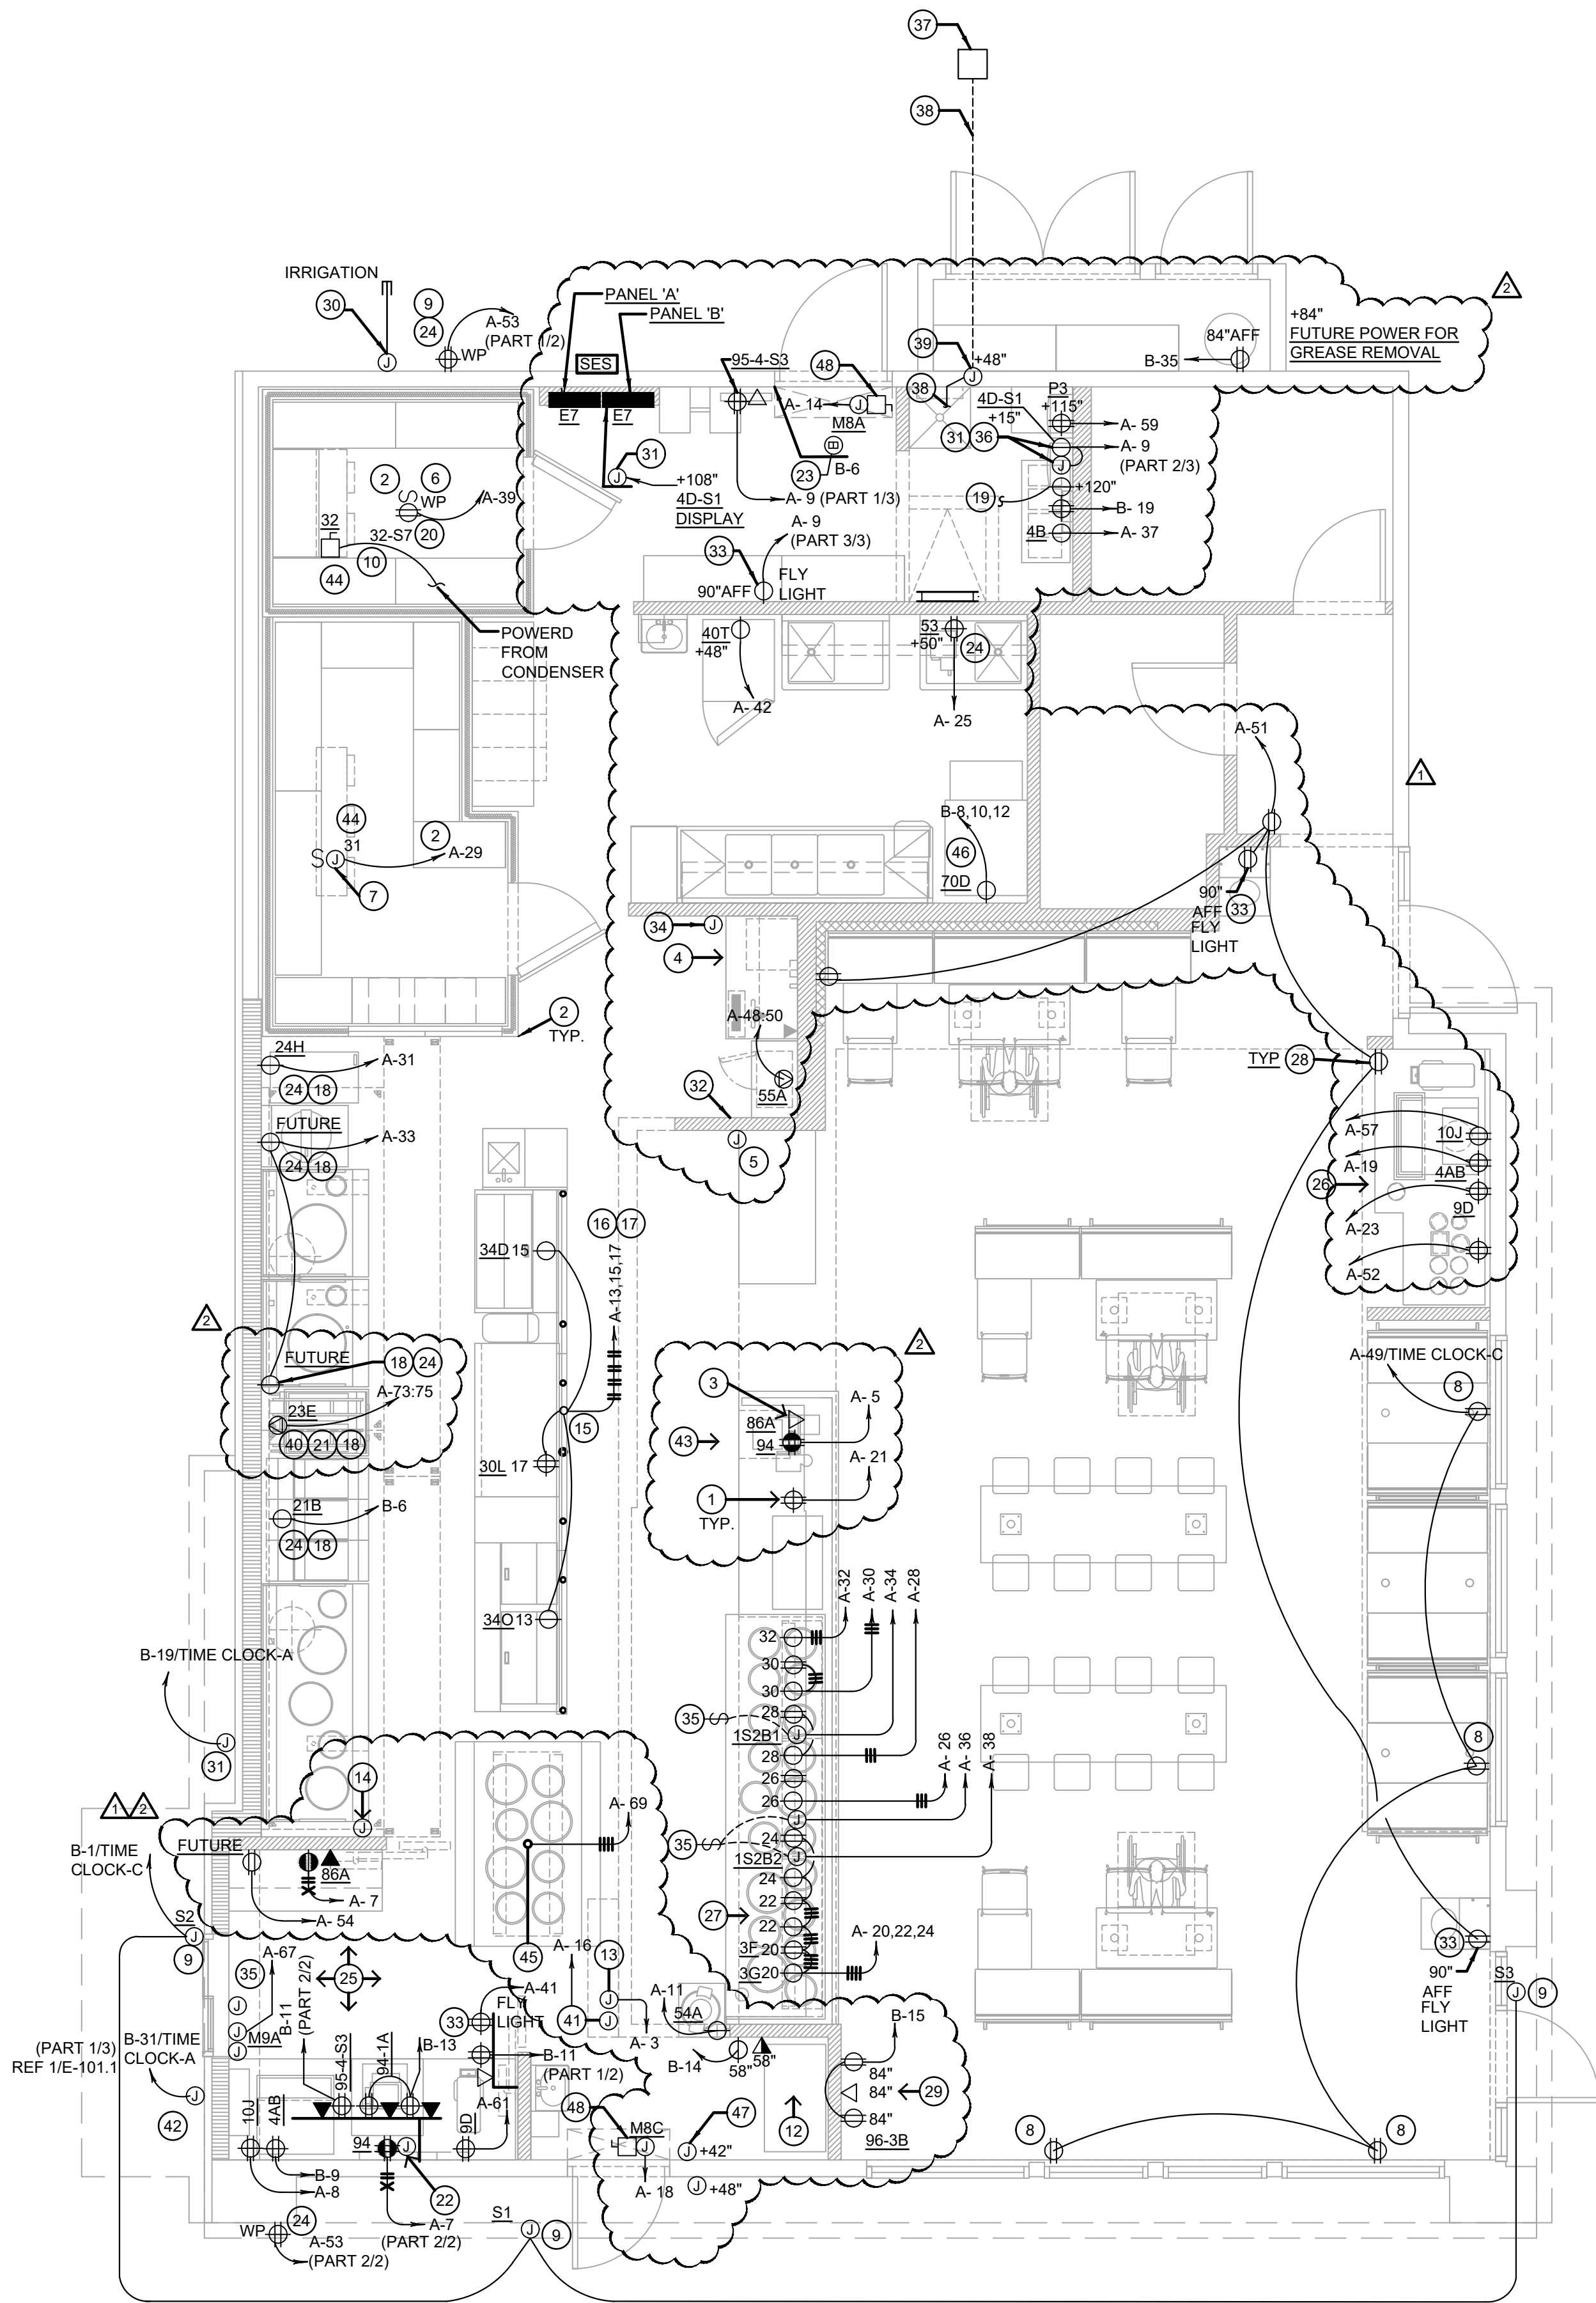 37
38
IRRIGATION
30
9
24
A-53
(PART 1/2)
WP
PANEL 'A'
PANEL 'B'
SES
E7
E7
95-4-S3
48
A- 14
M8A
23
B-6
31
+108"
4D-S1
DISPLAY
A- 9 (PART 1/3)
A- 9
(PART 3/3)
33
90"AFF
FLY
LIGHT
39
+48"
38
P3
+115"
4D-S1
+15"
31
36
A- 59
A- 9
(PART 2/3)
19
+120"
B- 19
4B
A- 37
84"AFF
B-35
+84"
FUTURE POWER FOR
GREASE REMOVAL
2
2
6
WP
A-39
32
32-S7
20
10
44
POWERD
FROM
CONDENSER
40T
+48"
A- 42
53
+50"
24
A- 25
A-51
1
44
31
2
A-29
7
B-8,10,12
46
70D
90"
AFF
33
FLY
LIGHT
34
4
2
TYP.
A-48:50
55A
32
5
24H
A-31
24
18
FUTURE
A-33
24
18
TYP
28
A-57
10J
A-19
4AB
26
9D
A-23
A-52
16
17
34D 15
A-13,15,17
2
FUTURE
18
24
A-73:75
23E
40
21
18
15
30L 17
21B
B-6
24
18
34O 13
2
3
A- 5
86A
94
43
A- 21
1
TYP.
A-49/TIME CLOCK-C
8
A-32
A-30
A-34
A-28
32
30
30
28
35
1S2B1
28
26
26
A- 26
A- 36
A- 38
35
24
1S2B2
24
22
27
22
3F 20
3G20
A- 20,22,24
8
B-19/TIME CLOCK-A
31
1
2
14
FUTURE
86A
A- 7
A- 54
B-1/TIME
CLOCK-C
A- 69
45
S2
9
35
A-67
25
B-11
(PART 2/2)
M9A
A-41
33
FLY
LIGHT
A- 16
13
41
A- 3
A-11
54A
B-14
58"
58"
(PART 1/3)
REF 1/E-101.1
B-31/TIME
CLOCK-A
42
95-4-S3
94-1A
B-13
B-11
(PART 1/2)
A-61
10J
4AB
94
9D
B-9
A-8
22
A-7
(PART 2/2)
WP
24
A-53
(PART 2/2)
S1
9
48
M8C
A- 18
47
+42"
+48"
12
B-15
84"
84"
84"
29
96-3B
8
8
33
90"
AFF
FLY
LIGHT
S3
9